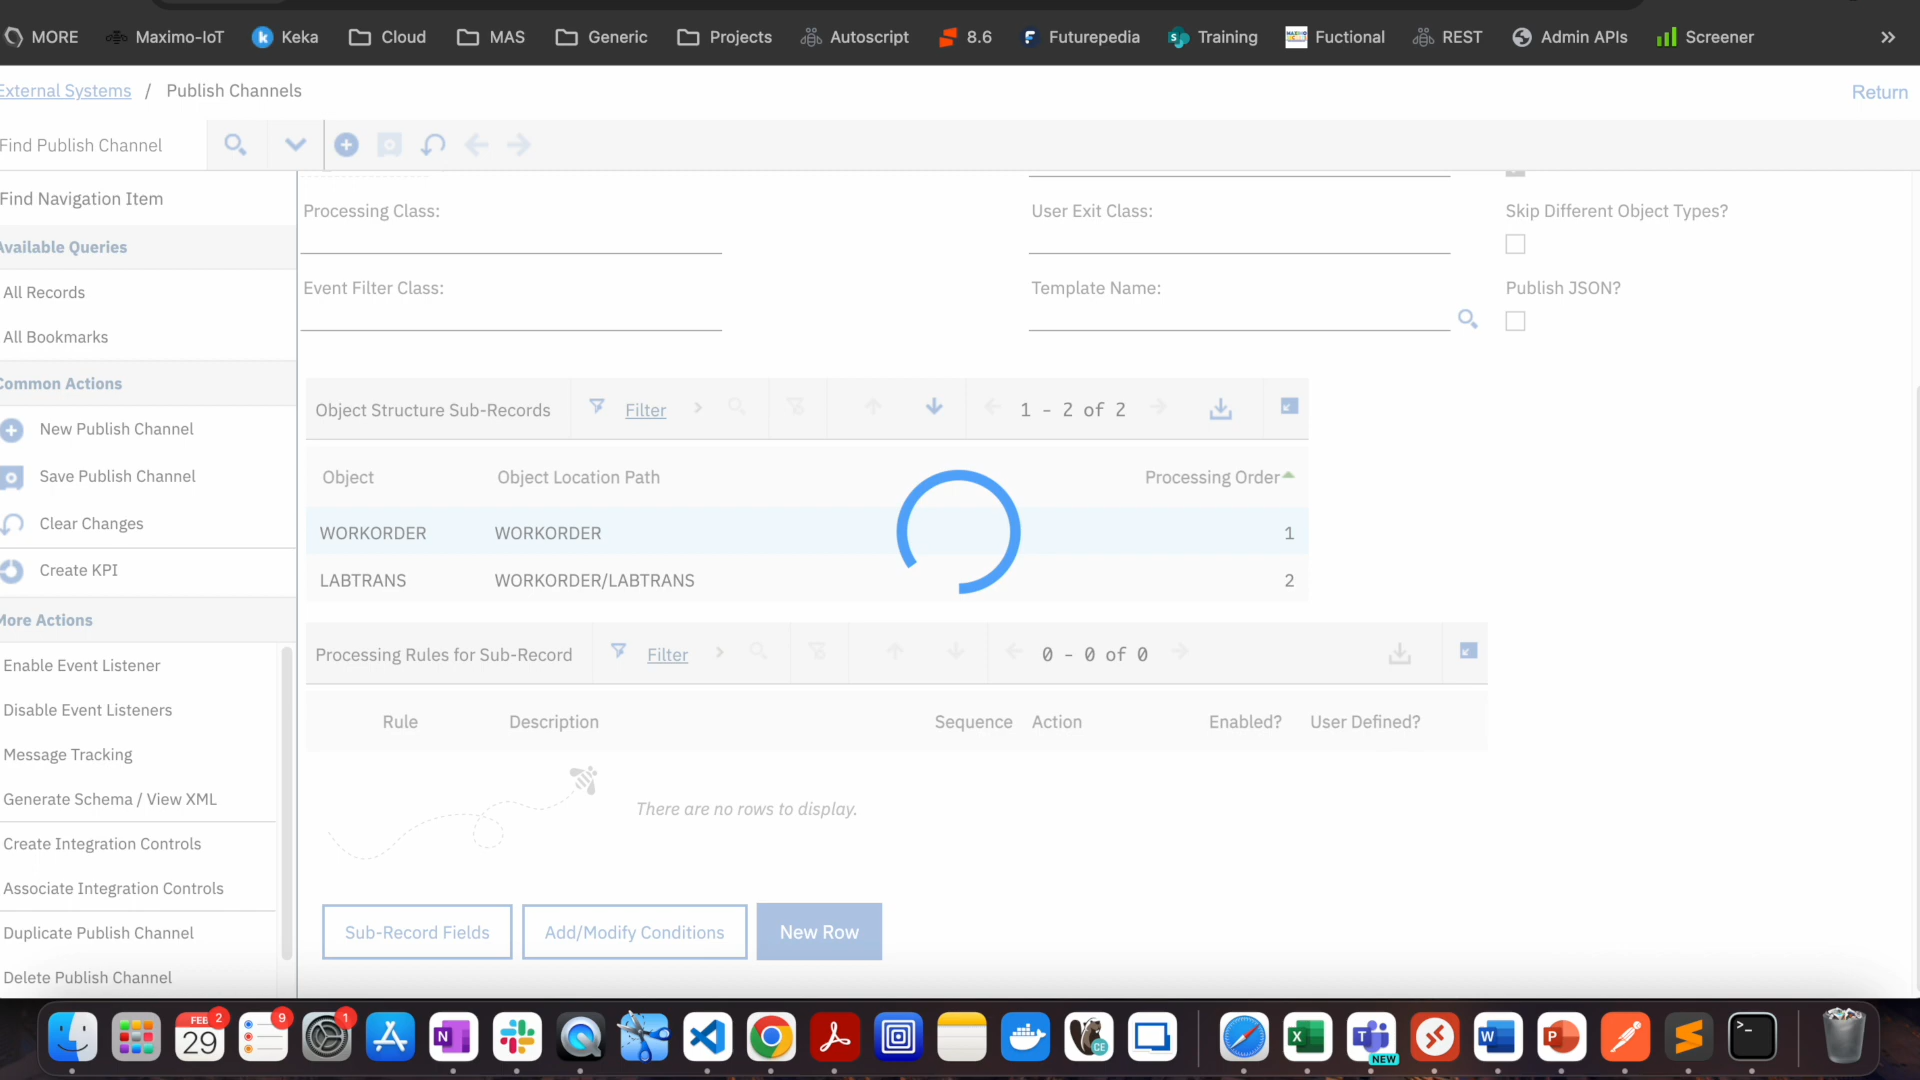 MORE Maximo-IoT Keka Cloud MAS Generic Projects Autoscript 8.6 Futurepedia Training Fuctional REST Admin APIs Screener
External Systems / Publish Channels Return
Find Publish Channel
Find Navigation Item
Available Queries
All Records
All Bookmarks
Common Actions
New Publish Channel
Save Publish Channel
Clear Changes
Create KPI
More Actions
Enable Event Listener
Disable Event Listeners
Message Tracking
Generate Schema / View XML
Create Integration Controls
Associate Integration Controls
Duplicate Publish Channel
Delete Publish Channel
Processing Class: User Exit Class: Skip Different Object Types?
Event Filter Class: Template Name: Publish JSON?
Object Structure Sub-Records Filter 1 - 2 of 2
Object Object Location Path Processing Order
WORKORDER WORKORDER 1
LABTRANS WORKORDER/LABTRANS 2
Processing Rules for Sub-Record Filter 0 - 0 of 0
Rule Description Sequence Action Enabled? User Defined?
There are no rows to display.
Sub-Record Fields Add/Modify Conditions New Row
FEB 2 9 1
29
NEW
CE